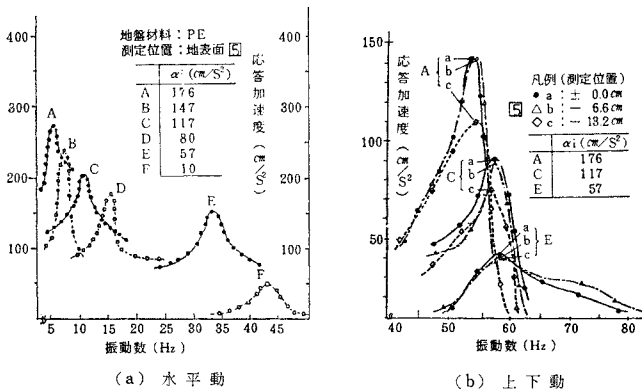 地盤材料：PE
測定位置：地表面 5
αi (cm/S²)
A 176
B 147
C 117
D 80
E 57
F 10
400
300
200
100
A
B
C
D
E
F
5 10 15 20 25 30 35 40 45
振動数 (Hz)
(a) 水平動
400
300
200
100
応答加速度 (cm/S²)
150
100
50
応答加速度 (cm/S²)
A { a b c
C { a b c
a b c } E
凡例 (測定位置)
5
● a : ± 0.0 cm
△ b : − 6.6 cm
◇ c : − 13.2 cm
αi (cm/S²)
A 176
C 117
E 57
40 50 60 70 80
振動数 (Hz)
(b) 上下動